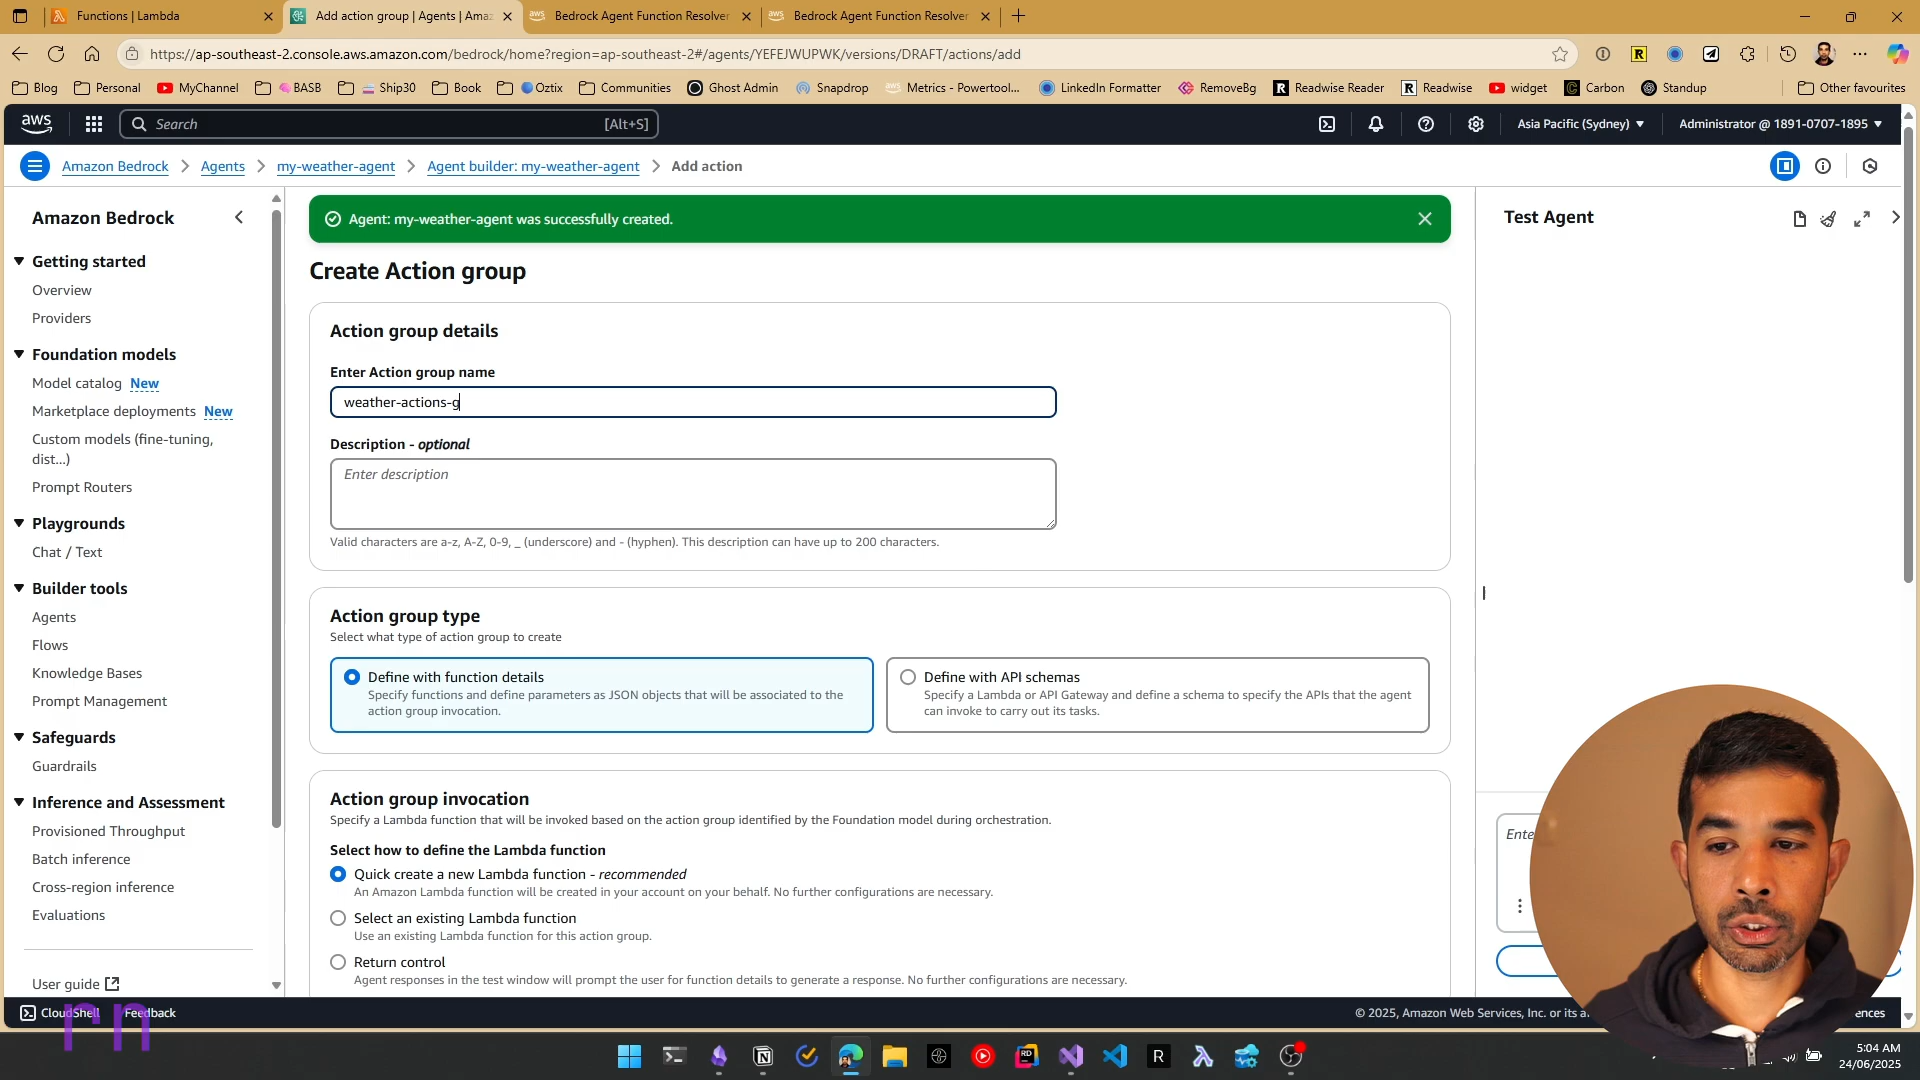 Functions | Lambda
Add action group | Agents | Amaz
Bedrock Agent Function Resolver
Bedrock Agent Function Resolver
https://ap-southeast-2.console.aws.amazon.com/bedrock/home?region=ap-southeast-2#/agents/YEFEJWUPWK/versions/DRAFT/actions/add
Blog
Personal
MyChannel
BASB
Ship30
Book
Oztix
Communities
Ghost Admin
Snapdrop
Metrics - Powertool...
LinkedIn Formatter
RemoveBg
Readwise Reader
Readwise
widget
Carbon
Standup
Other favourites
aws
Search
[Alt+S]
Asia Pacific (Sydney)
Administrator @ 1891-0707-1895
Amazon Bedrock
Agents
my-weather-agent
Agent builder: my-weather-agent
Add action
Amazon Bedrock
Getting started
Overview
Providers
Foundation models
Model catalog New
Marketplace deployments New
Custom models (fine-tuning,
dist...)
Prompt Routers
Playgrounds
Chat / Text
Builder tools
Agents
Flows
Knowledge Bases
Prompt Management
Safeguards
Guardrails
Inference and Assessment
Provisioned Throughput
Batch inference
Cross-region inference
Evaluations
User guide
Agent: my-weather-agent was successfully created.
Create Action group
Action group details
Enter Action group name
weather-actions-g
Description - optional
Enter description
Valid characters are a-z, A-Z, 0-9, _ (underscore) and - (hyphen). This description can have up to 200 characters.
Action group type
Select what type of action group to create
Define with function details
Specify functions and define parameters as JSON objects that will be associated to the
action group invocation.
Define with API schemas
Specify a Lambda or API Gateway and define a schema to specify the APIs that the agent
can invoke to carry out its tasks.
Action group invocation
Specify a Lambda function that will be invoked based on the action group identified by the Foundation model during orchestration.
Select how to define the Lambda function
Quick create a new Lambda function - recommended
An Amazon Lambda function will be created in your account on your behalf. No further configurations are necessary.
Select an existing Lambda function
Use an existing Lambda function for this action group.
Return control
Agent responses in the test window will prompt the user for function details to generate a response. No further configurations are necessary.
Test Agent
Ente
CloudShell
Feedback
© 2025, Amazon Web Services, Inc. or its a
ences
rn
5:04 AM
24/06/2025